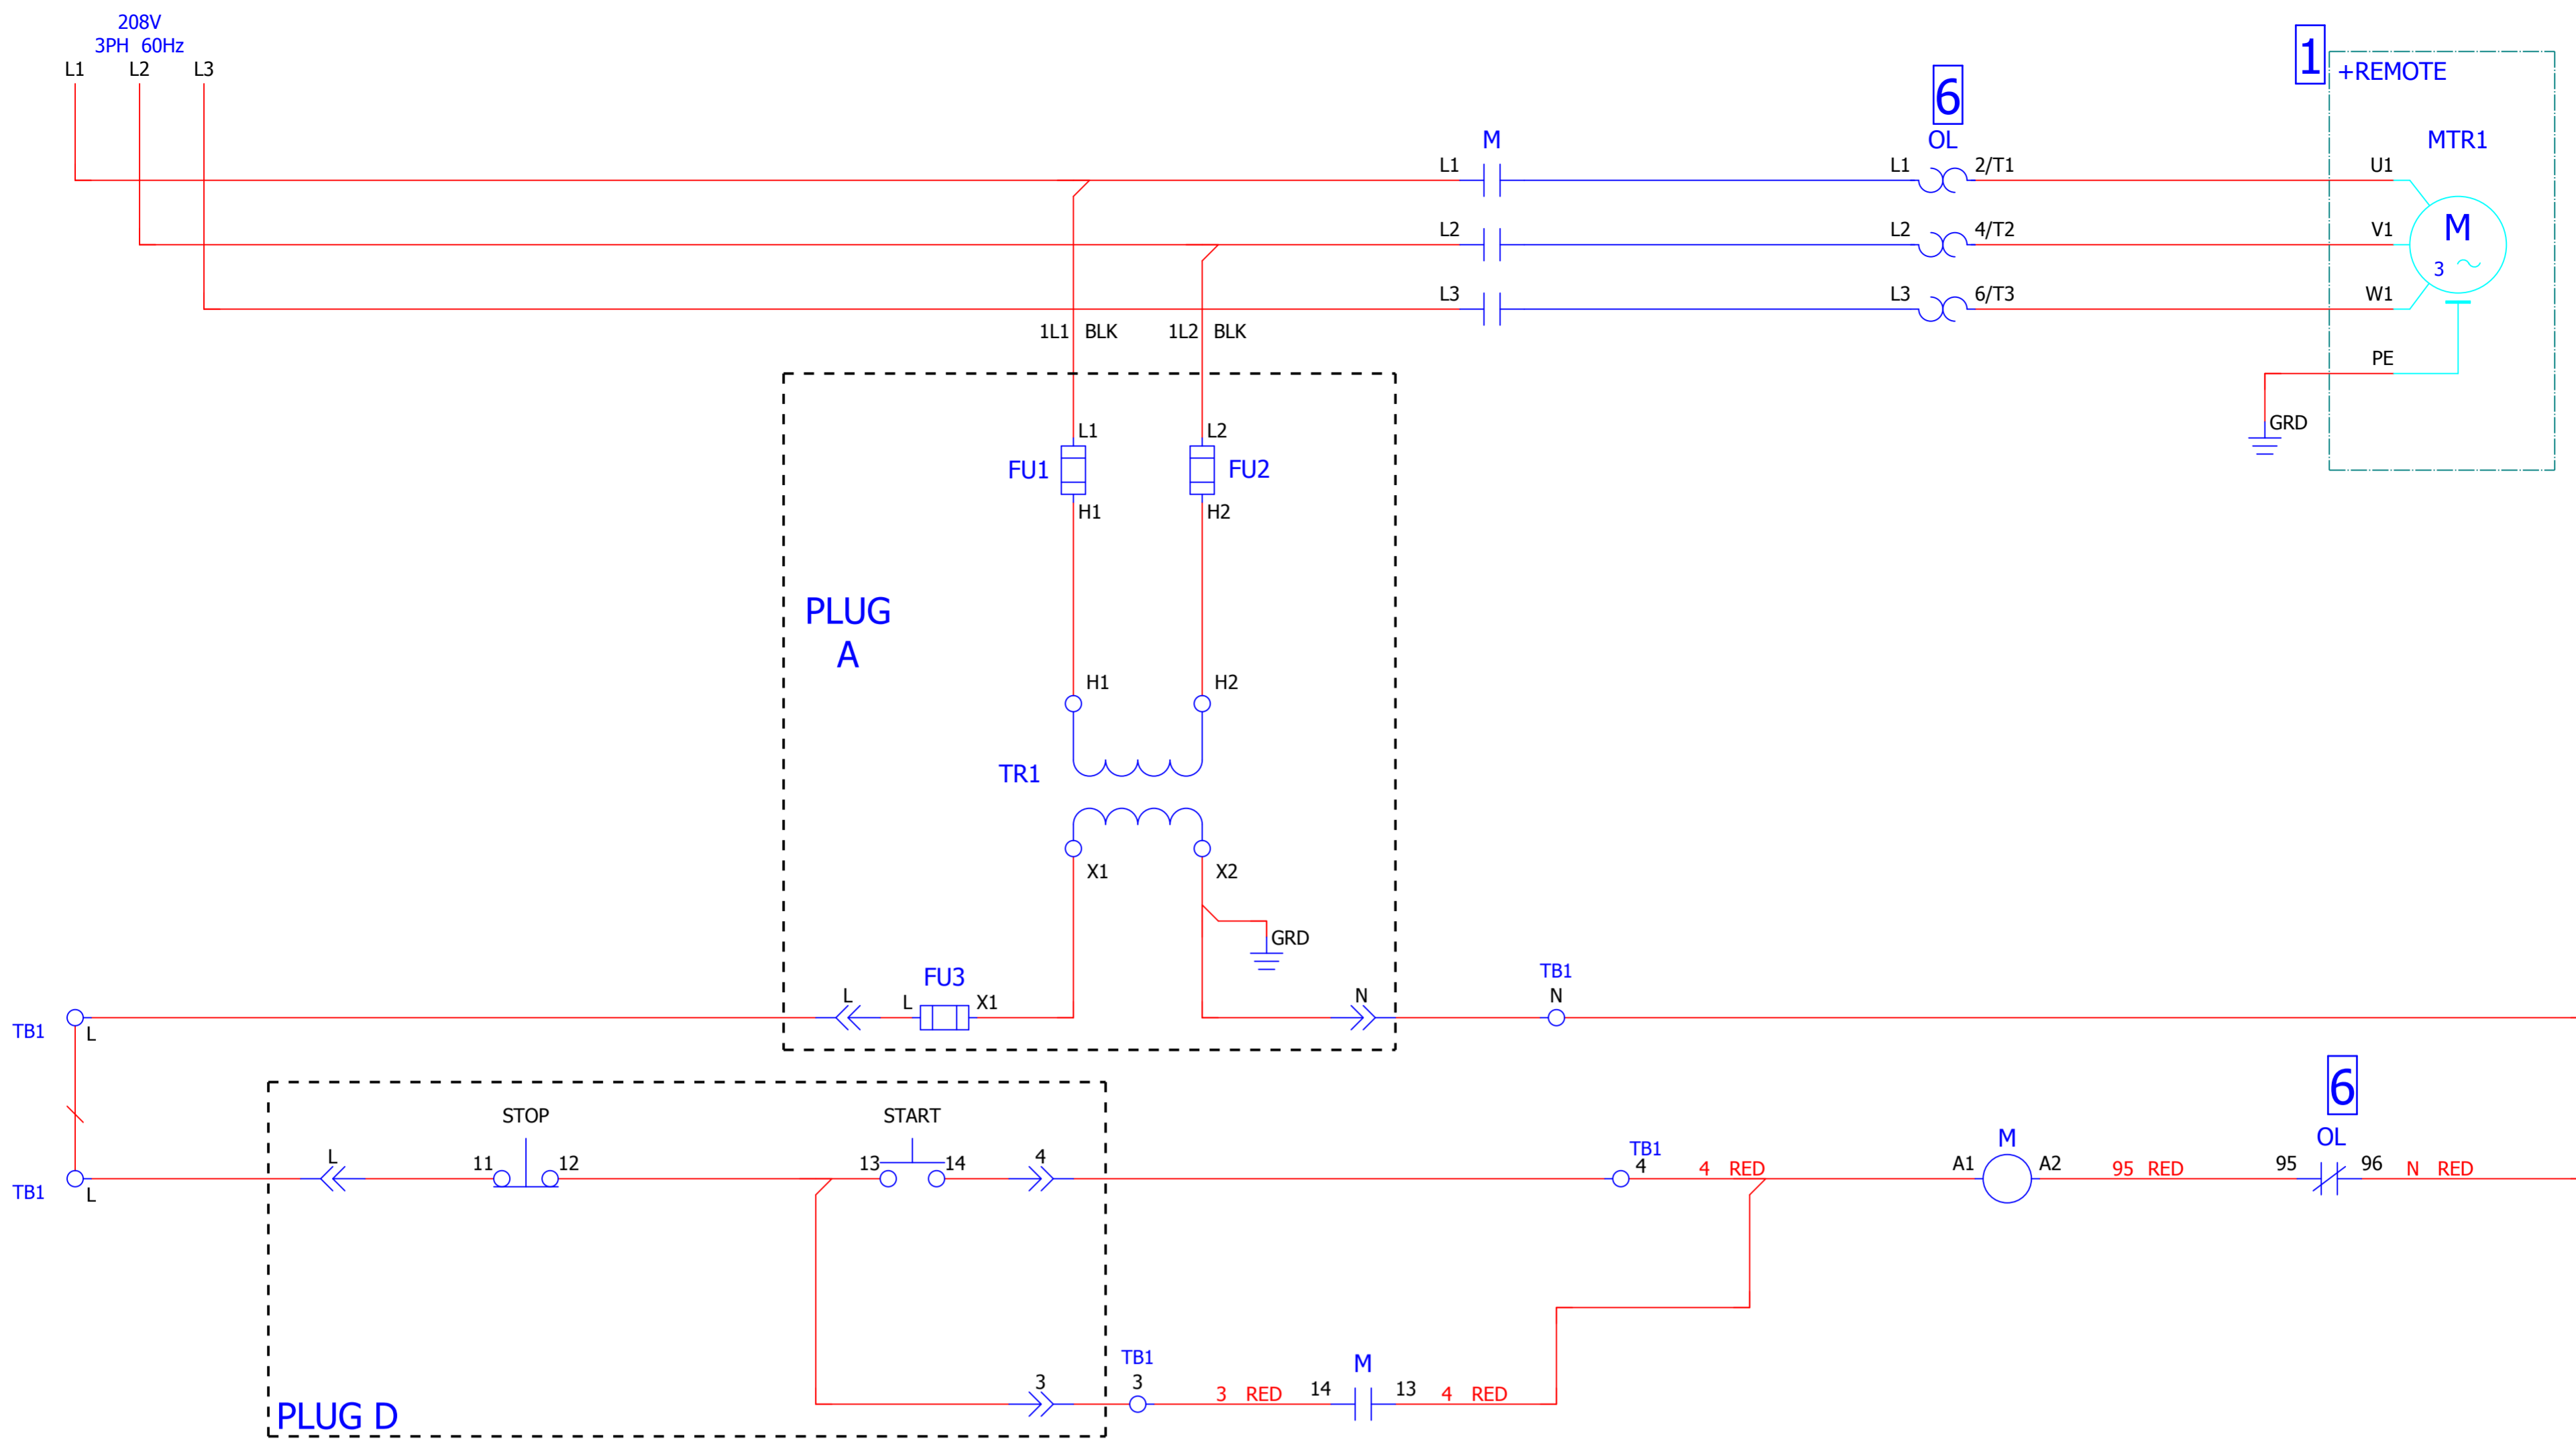 208V
3PH 60Hz
L1 L2 L3
1
+REMOTE
6
M OL MTR1
L1 L1 2/T1 U1
M
3
L2 L2 4/T2 V1
L3 L3 6/T3 W1
1L1 BLK 1L2 BLK
PE
GRD
L1 L2
FU1 FU2
H1 H2
PLUG
A
H1 H2
TR1
X1 X2
GRD
FU3
L L X1 N
TB1
N
TB1 L
6
STOP START
L 11 12 13 14 4
TB1
4 4 RED
M
A1 A2
95 RED
OL
95 96
N RED
TB1 L
TB1
3 3
3 RED
M
14 13
4 RED
PLUG D